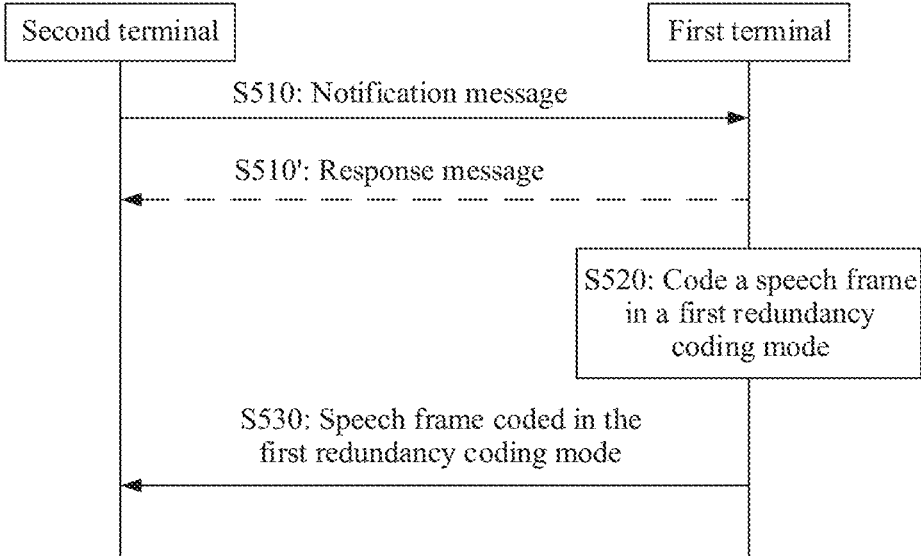 Second terminal
First terminal
S510: Notification message
S510': Response message
S520: Code a speech frame
in a first redundancy
coding mode
S530: Speech frame coded in the
first redundancy coding mode